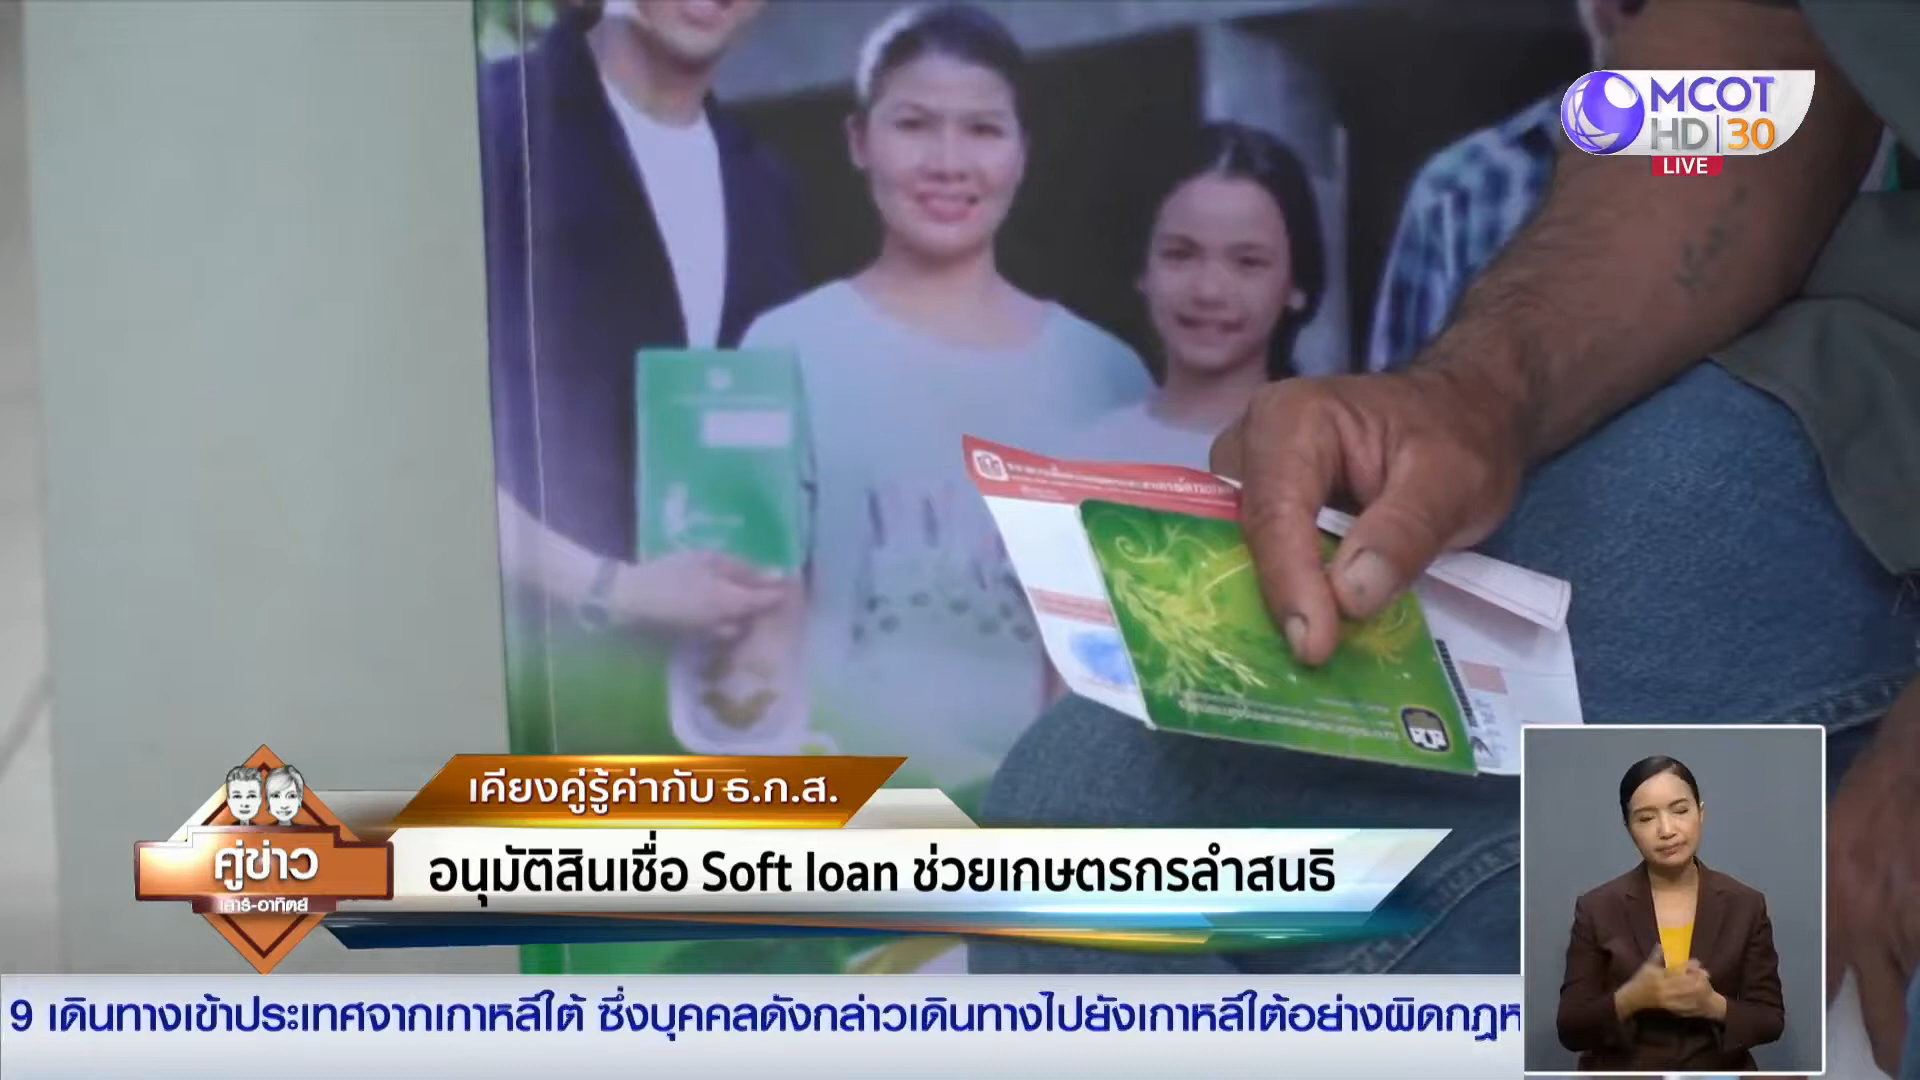 MCOT
HD 30
LIVE
เคียงคู่รู้ค่ากับ ธ.ก.ส.
คู่ข่าว
เสาร์-อาทิตย์
อนุมัติสินเชื่อ Soft loan ช่วยเกษตรกรลำสนธิ
9 เดินทางเข้าประเทศจากเกาหลีใต้ ซึ่งบุคคลดังกล่าวเดินทางไปยังเกาหลีใต้อย่างผิดกฎห